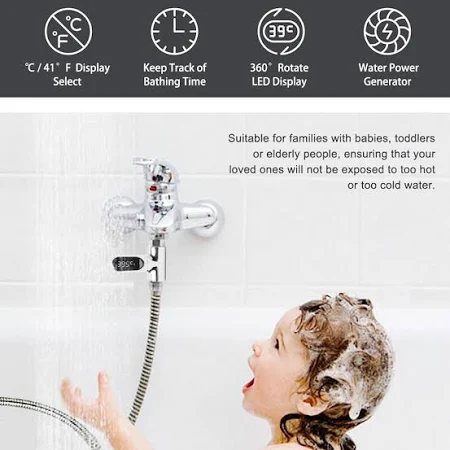 °C
°F
39c
°C / 41° F Display
Select
Keep Track of
Bathing Time
360° Rotate
LED Display
Water Power
Generator
Suitable for families with babies, toddlers
or elderly people, ensuring that your
loved ones will not be exposed to too hot
or too cold water.
39c